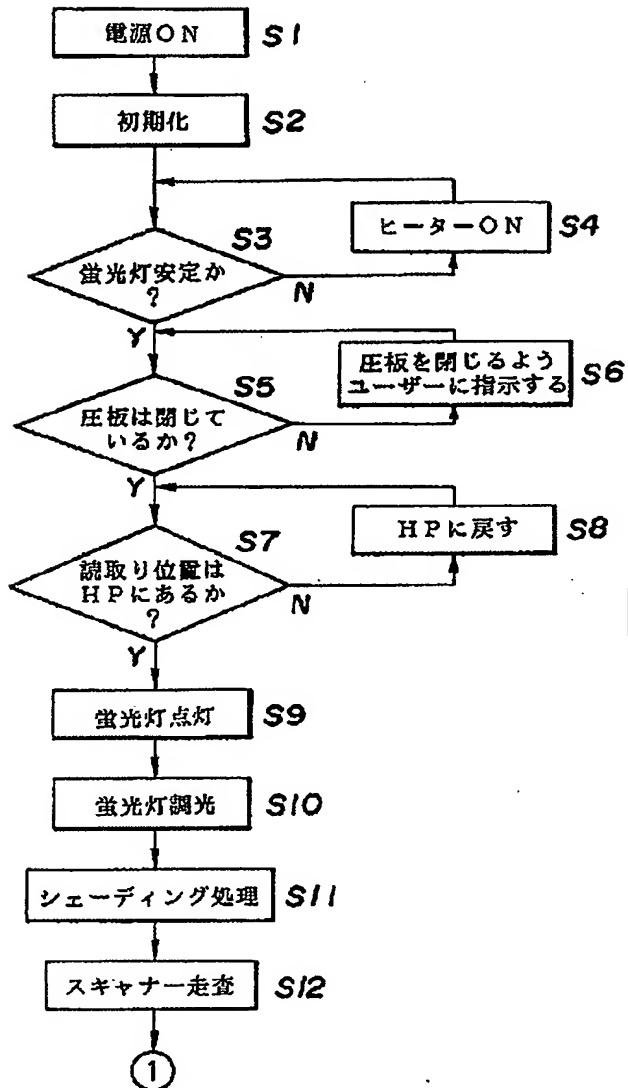 電源ON S1
初期化 S2
ヒーターON S4
S3
蛍光灯安定か
?
N
Y
圧板を閉じるよう
ユーザーに指示する
S6
S5
圧板は閉じて
いるか?
N
Y
HPに戻す S8
S7
読取り位置は
HPにあるか
?
N
Y
蛍光灯点灯 S9
蛍光灯調光 S10
シェーディング処理 S11
スキャナー走査 S12
1